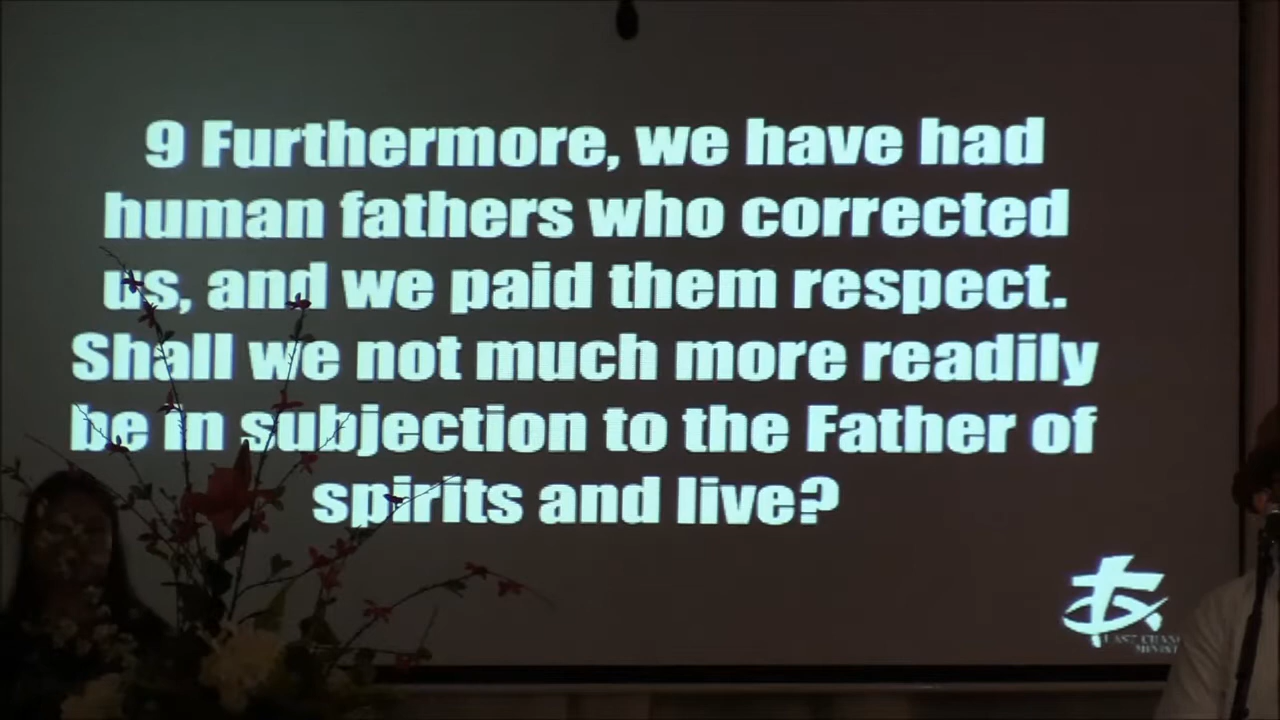 9 Furthermore, we have had
human fathers who corrected
us, and we paid them respect.
Shall we not much more readily
be in subjection to the Father of
spirits and live?
LAST